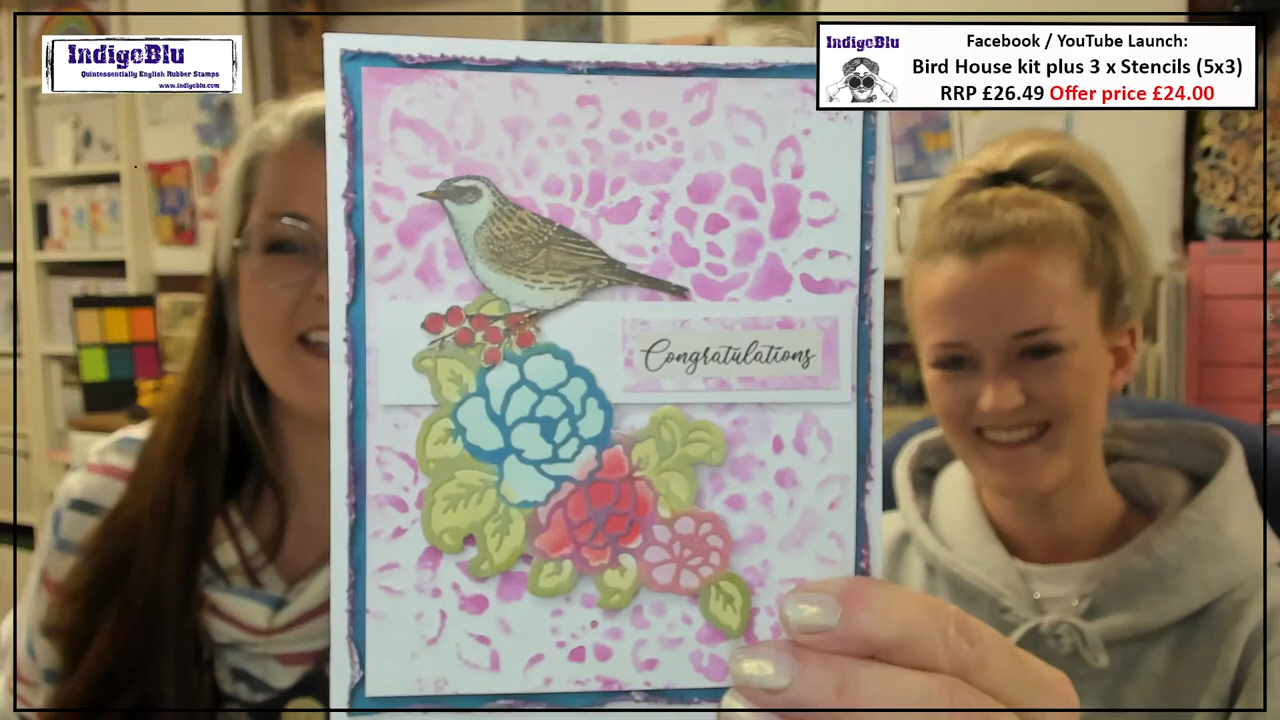 IndigoBlu
Quintessentially English Rubber Stamps
www.indigoblu.com
IndigoBlu
Facebook / YouTube Launch:
Bird House kit plus 3 x Stencils (5x3)
RRP £26.49 Offer price £24.00
Congratulations